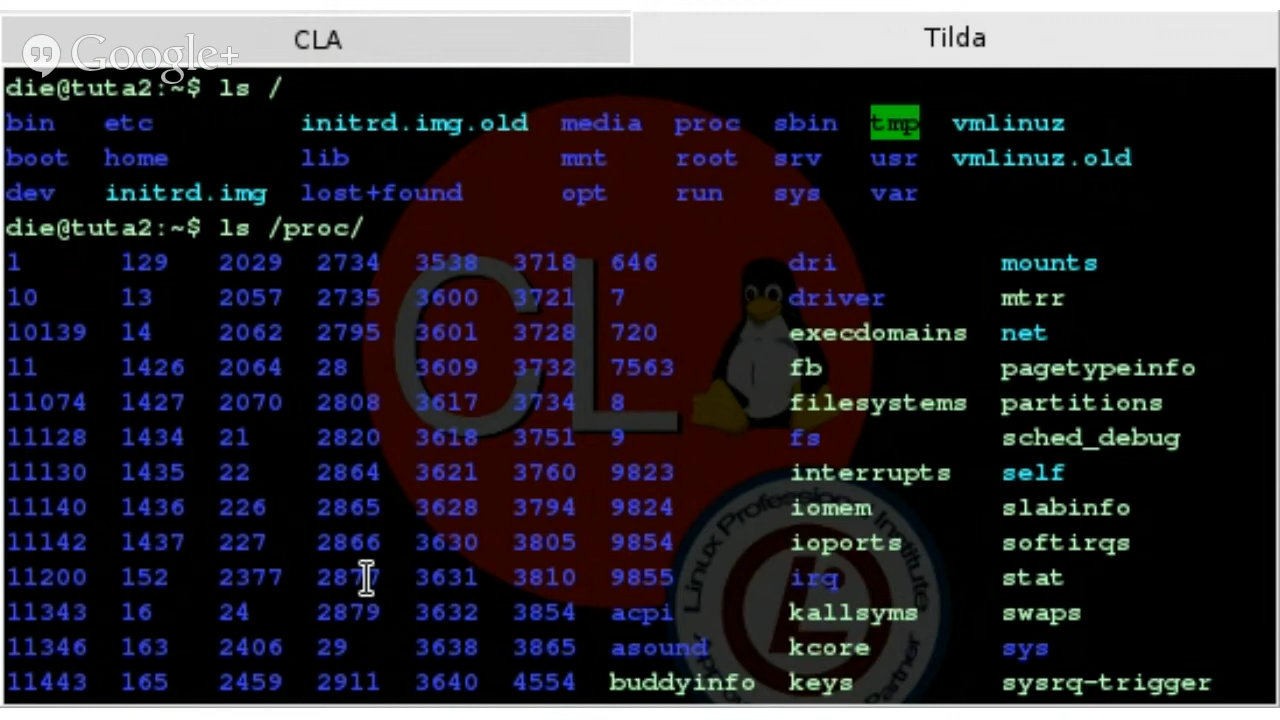 Google+
CLA Tilda
die@tuta2:~$ ls /
bin etc initrd.img.old media proc sbin tmp vmlinuz
boot home lib mnt root srv usr vmlinuz.old
dev initrd.img lost+found opt run sys var
die@tuta2:~$ ls /proc/
1 129 2029 2734 3538 3718 646 dri mounts
10 13 2057 2735 3600 3721 7 driver mtrr
10139 14 2062 2795 3601 3728 720 execdomains net
11 1426 2064 28 3609 3732 7563 fb pagetypeinfo
11074 1427 2070 2808 3617 3734 8 filesystems partitions
11128 1434 21 2820 3618 3751 9 fs sched_debug
11130 1435 22 2864 3621 3760 9823 interrupts self
11140 1436 226 2865 3628 3794 9824 iomem slabinfo
11142 1437 227 2866 3630 3805 9854 ioports softirqs
11200 152 2377 2877 3631 3810 9855 irq stat
11343 16 24 2879 3632 3854 acpi kallsyms swaps
11346 163 2406 29 3638 3865 asound kcore sys
11443 165 2459 2911 3640 4554 buddyinfo keys sysrq-trigger
CL
Linux Professional Institute
Partner